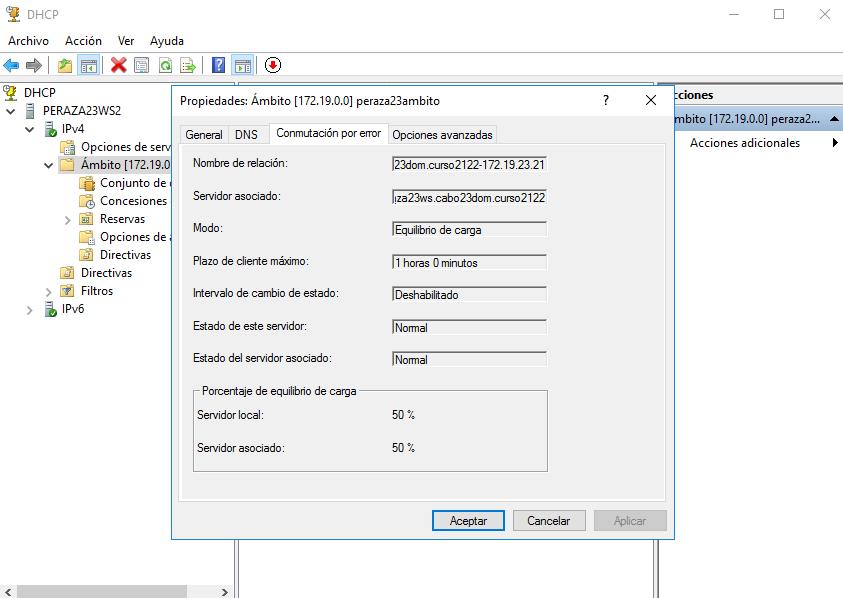 DHCP
Archivo Acción Ver Ayuda
DHCP
PERAZA23WS2
IPv4
Opciones de serv
Ámbito [172.19.0
Conjunto de
Concesiones
Reservas
Opciones de a
Directivas
Directivas
Filtros
IPv6
Propiedades: Ámbito [172.19.0.0] peraza23ambito
?
General DNS Conmutación por error Opciones avanzadas
Nombre de relación: 23dom.curso2122-172.19.23.21
Servidor asociado: za23ws.cabo23dom.curso2122
Modo: Equilibrio de carga
Plazo de cliente máximo: 1 horas 0 minutos
Intervalo de cambio de estado: Deshabilitado
Estado de este servidor: Normal
Estado del servidor asociado: Normal
Porcentaje de equilibrio de carga
Servidor local: 50 %
Servidor asociado: 50 %
Aceptar Cancelar Aplicar
cciones
mbito [172.19.0.0] peraza2...
Acciones adicionales